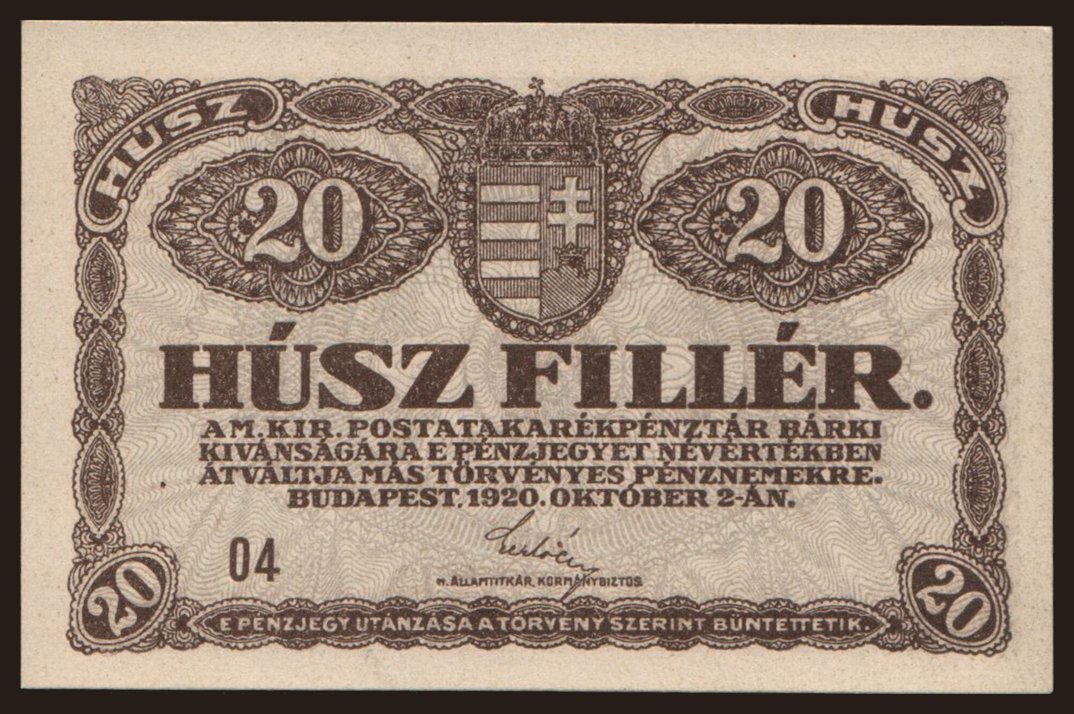 HÚSZ HÚSZ
20 20
HÚSZ FILLÉR.
A M. KIR. POSTATAKARÉKPÉNZTÁR BÁRKI
KIVÁNSÁGÁRA E PÉNZJEGYET NÉVÉRTÉKBEN
ÁTVÁLTJA MÁS TÖRVÉNYES PÉNZNEMEKRE.
BUDAPEST, 1920. OKTÓBER 2-ÁN.
04
M. ÁLLAMTITKÁR, KORMÁNYBIZTOS.
20 20
E PÉNZJEGY UTÁNZÁSA A TÖRVÉNY SZERINT BÜNTETTETIK.